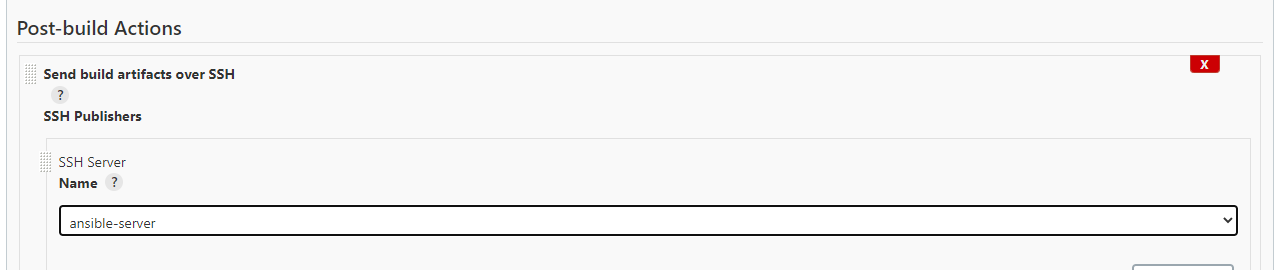 Post-build Actions
X
Send build artifacts over SSH
?
SSH Publishers
SSH Server
Name ?
ansible-server